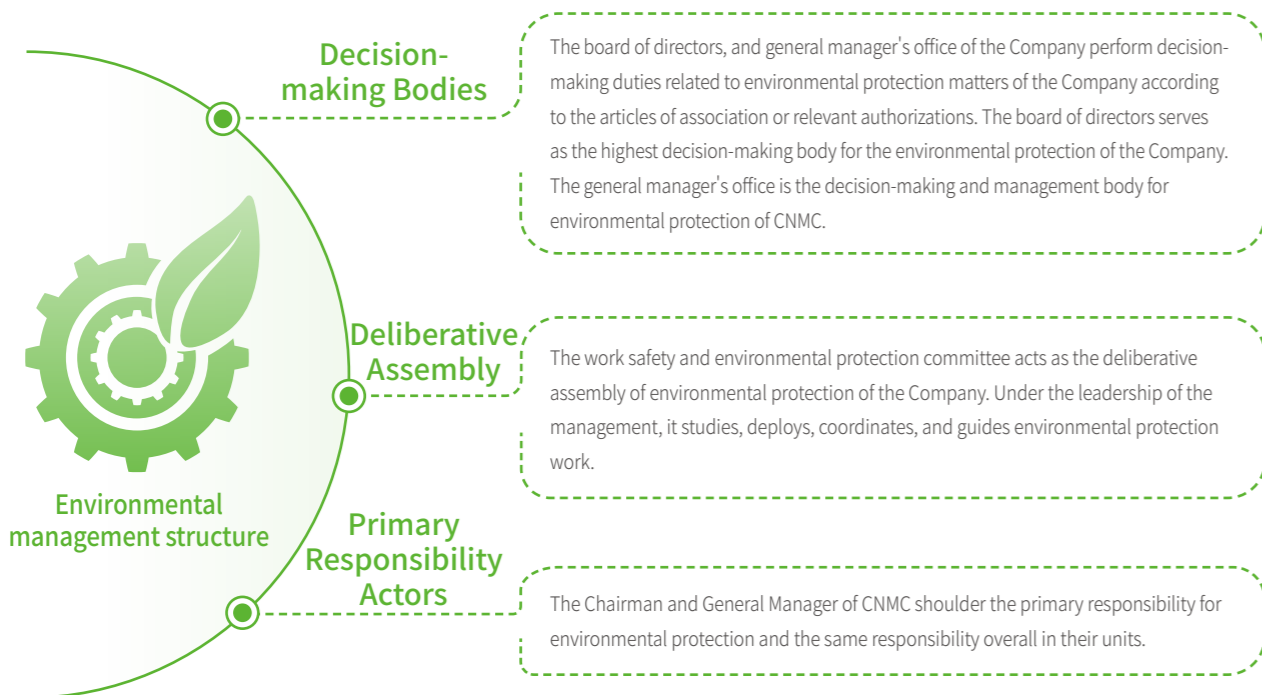 Decision-
making Bodies
The board of directors, and general manager's office of the Company perform decision-
making duties related to environmental protection matters of the Company according
to the articles of association or relevant authorizations. The board of directors serves
as the highest decision-making body for the environmental protection of the Company.
The general manager's office is the decision-making and management body for
environmental protection of CNMC.
Deliberative
Assembly
The work safety and environmental protection committee acts as the deliberative
assembly of environmental protection of the Company. Under the leadership of the
management, it studies, deploys, coordinates, and guides environmental protection
work.
Environmental
management structure
Primary
Responsibility
Actors
The Chairman and General Manager of CNMC shoulder the primary responsibility for
environmental protection and the same responsibility overall in their units.